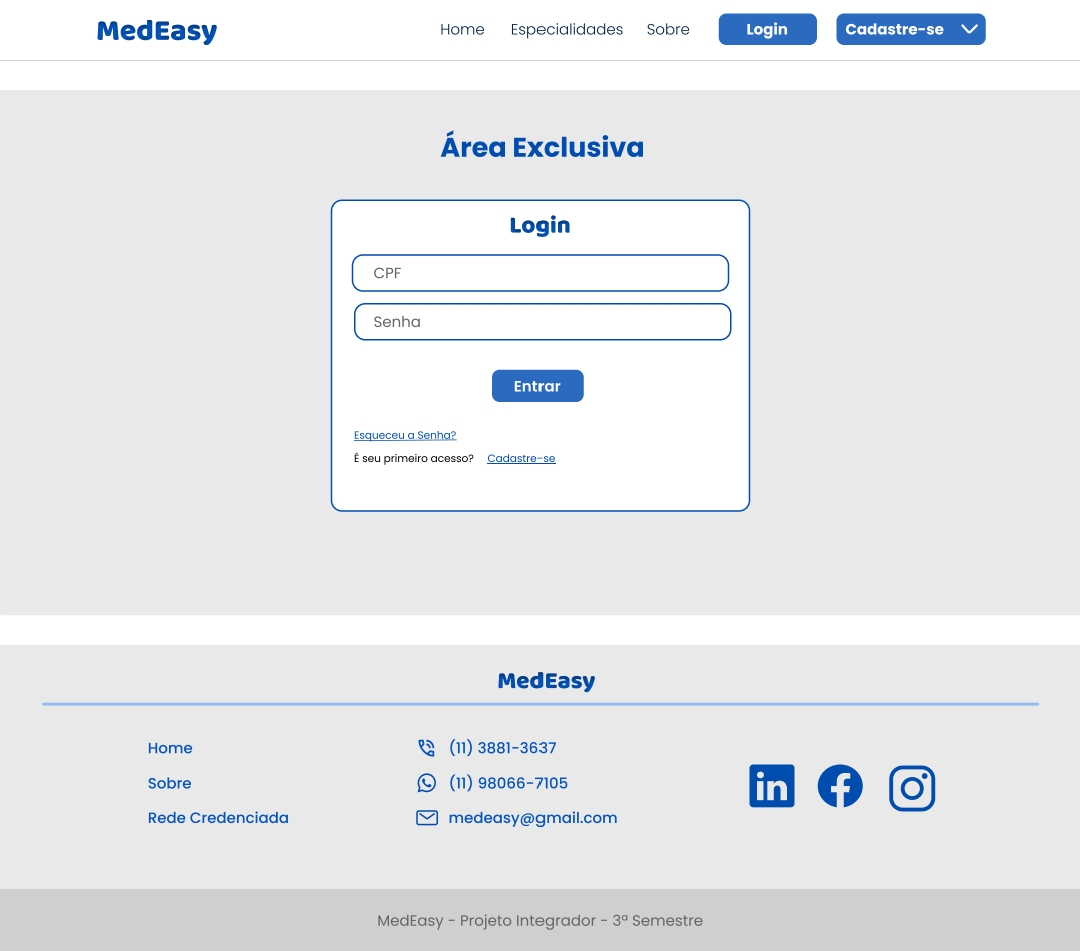 MedEasy Home Especialidades Sobre Login Cadastre-se
Área Exclusiva
Login
CPF
Senha
Entrar
Esqueceu a Senha?
É seu primeiro acesso? Cadastre-se
MedEasy
Home
Sobre
Rede Credenciada
(11) 3881-3637
(11) 98066-7105
medeasy@gmail.com
in
MedEasy - Projeto Integrador - 3ª Semestre